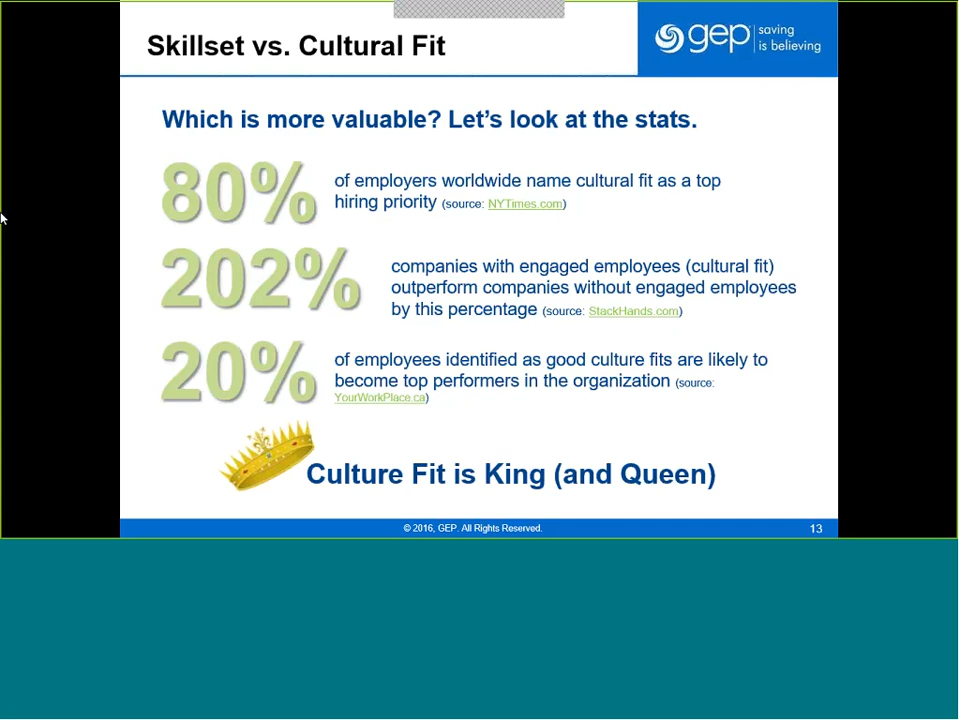 Skillset vs. Cultural Fit
gep
saving
is believing
Which is more valuable? Let’s look at the stats.
80%
of employers worldwide name cultural fit as a top
hiring priority (source: NYTimes.com)
202%
companies with engaged employees (cultural fit)
outperform companies without engaged employees
by this percentage (source: StackHands.com)
20%
of employees identified as good culture fits are likely to
become top performers in the organization (source:
YourWorkPlace.ca)
Culture Fit is King (and Queen)
© 2016, GEP. All Rights Reserved.
13